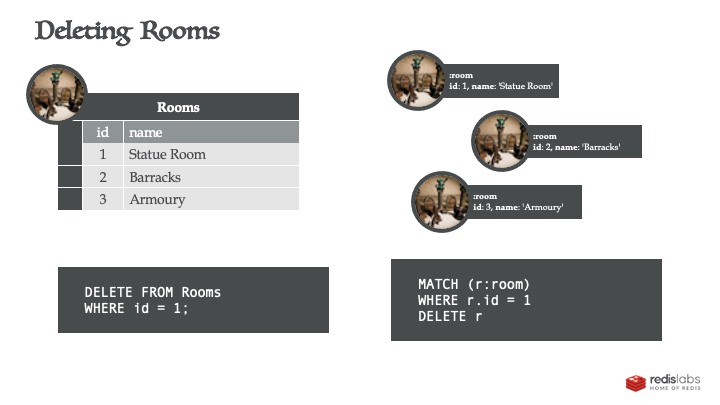 Deleting Rooms
Rooms
id name
1 Statue Room
2 Barracks
3 Armoury
:room
id: 1, name: 'Statue Room'
:room
id: 2, name: 'Barracks'
:room
id: 3, name: 'Armoury'
DELETE FROM Rooms
WHERE id = 1;
MATCH (r:room)
WHERE r.id = 1
DELETE r
redislabs
HOME OF REDIS